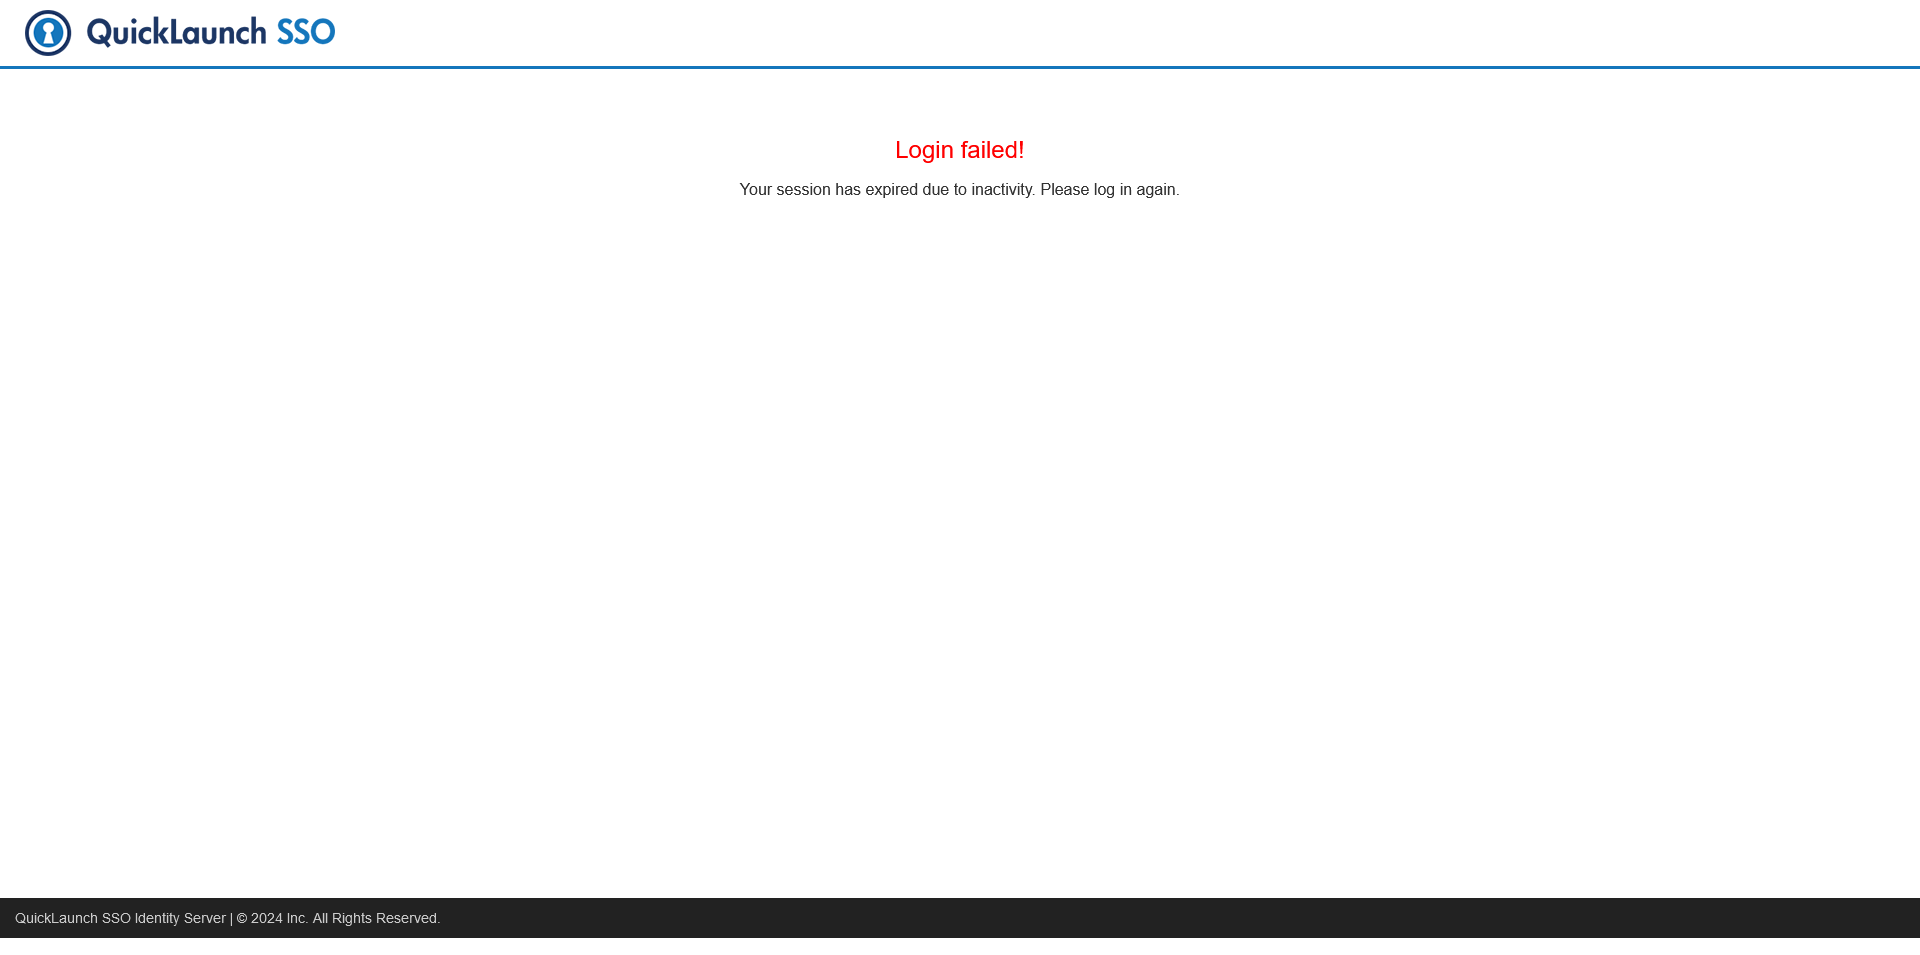 QuickLaunch SSO
Login failed!
Your session has expired due to inactivity. Please log in again.
QuickLaunch SSO Identity Server | © 2024 Inc. All Rights Reserved.